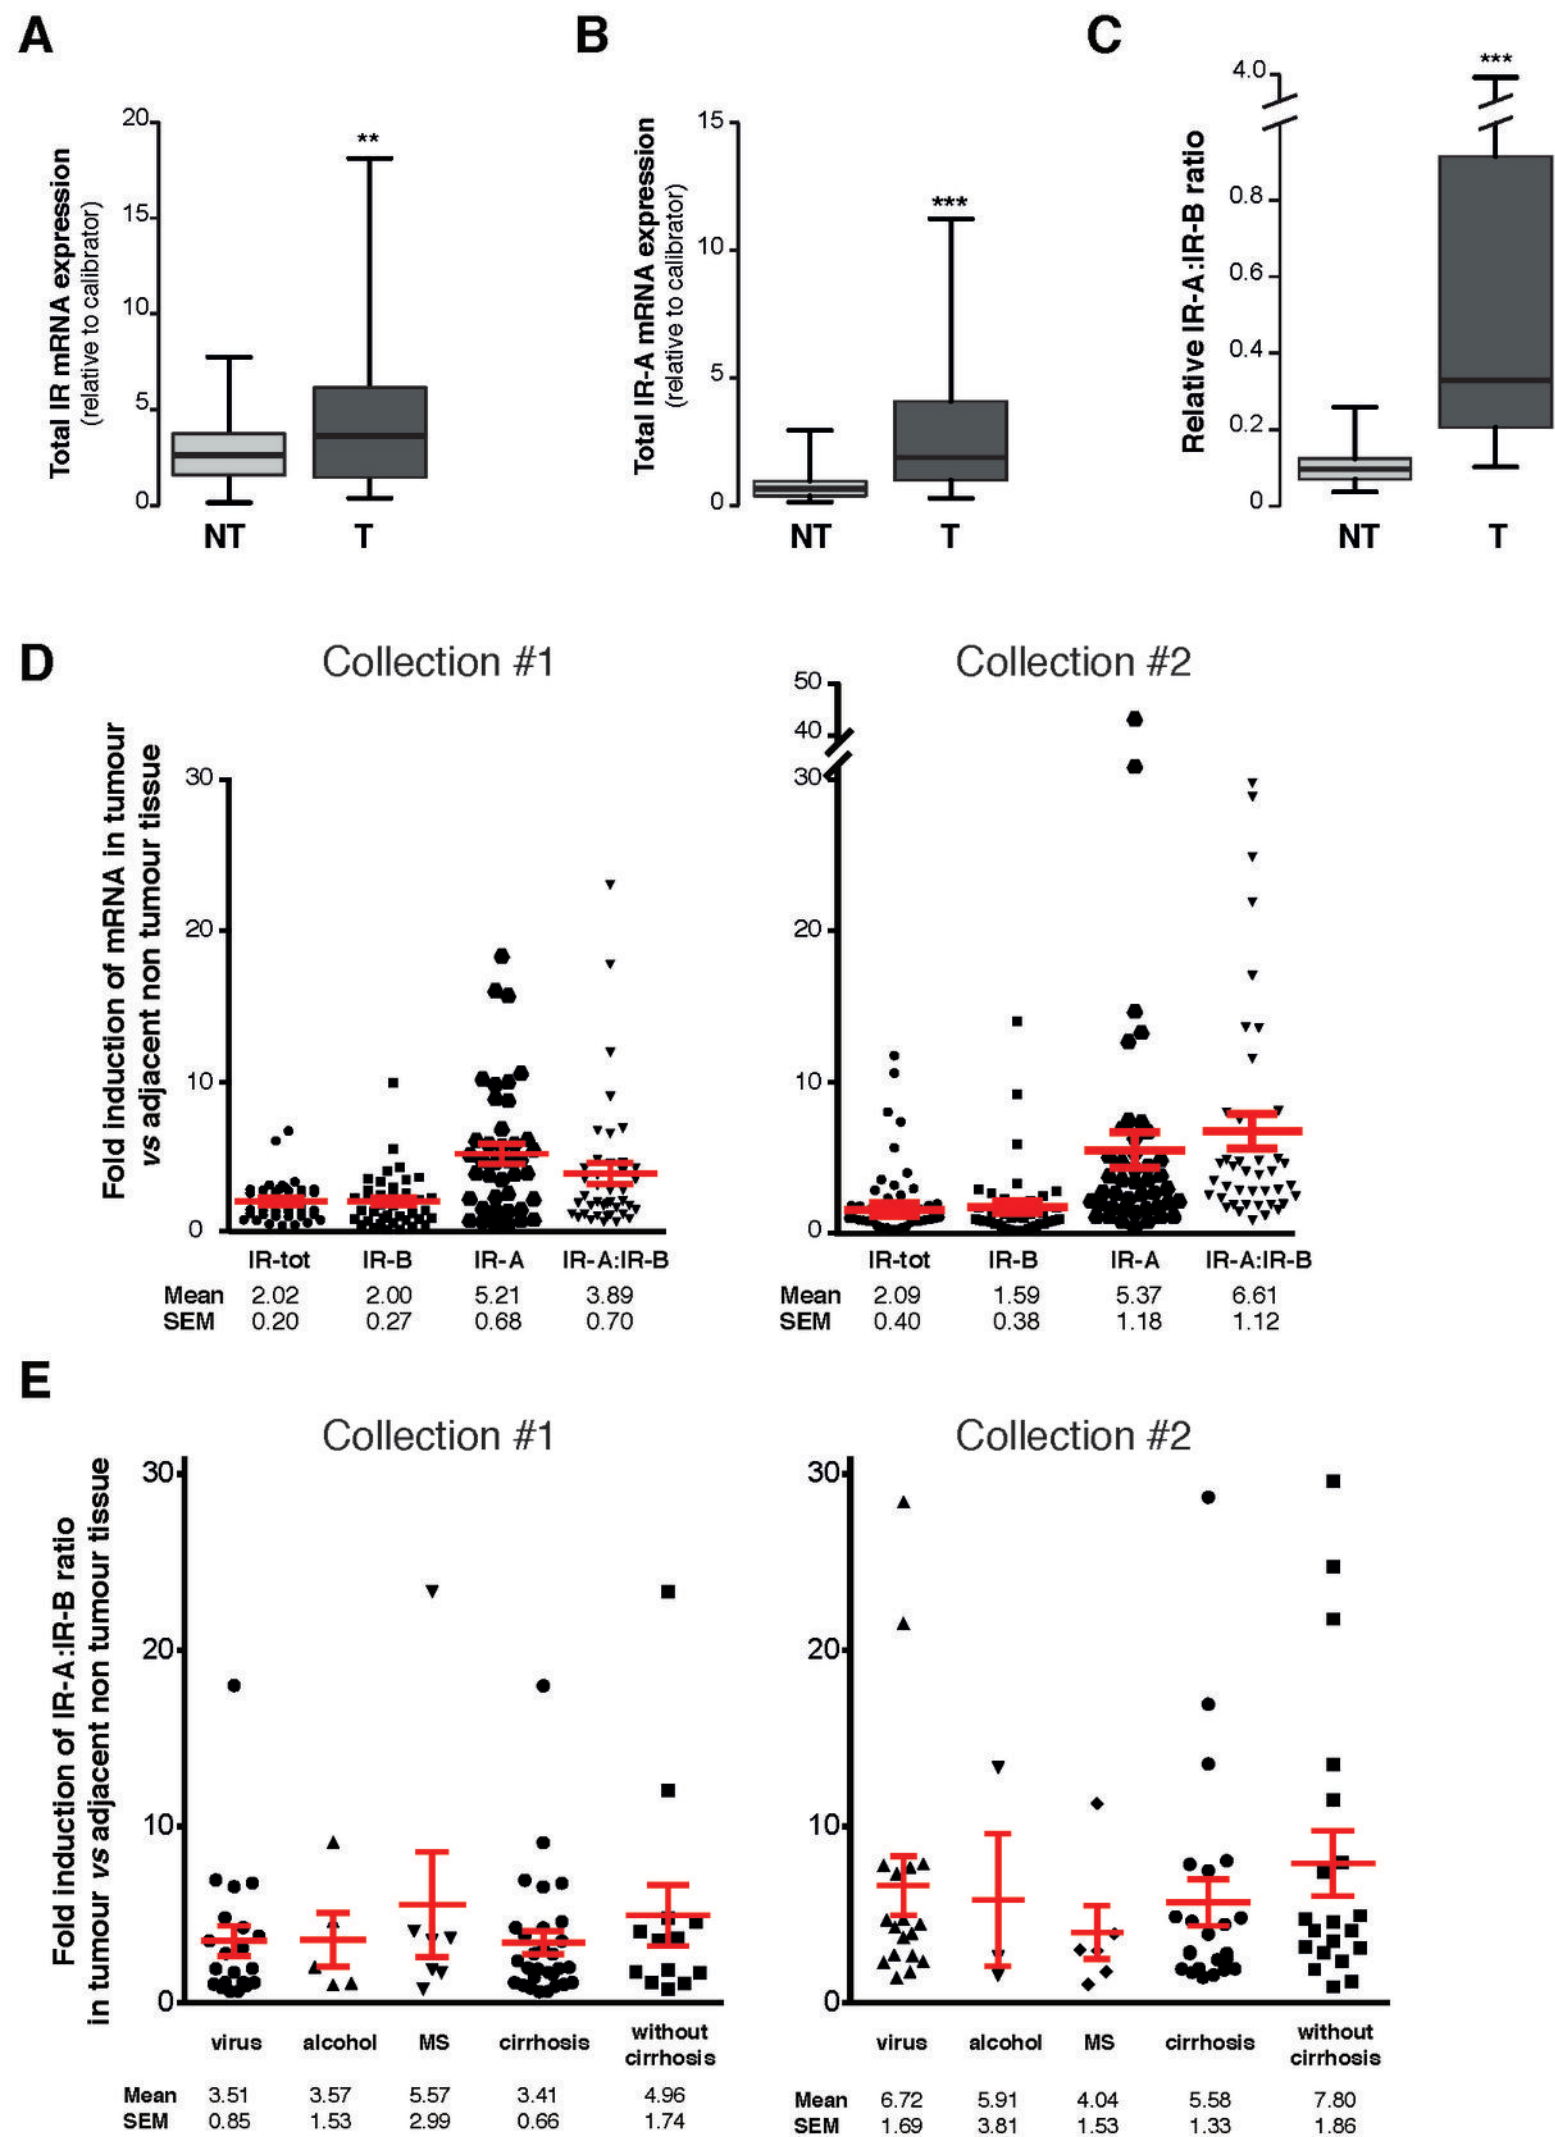 A
B
C
Total IR mRNA expression
(relative to calibrator)
20
15
10
5
0
**
NT
T
Total IR-A mRNA expression
(relative to calibrator)
15
10
5
0
***
NT
T
Relative IR-A:IR-B ratio
4.0
0.8
0.6
0.4
0.2
0
***
NT
T
D
Collection #1
Collection #2
Fold induction of mRNA in tumour
vs adjacent non tumour tissue
30
20
10
0
IR-tot IR-B IR-A IR-A:IR-B
Mean 2.02 2.00 5.21 3.89
SEM 0.20 0.27 0.68 0.70
50
40
30
20
10
0
IR-tot IR-B IR-A IR-A:IR-B
Mean 2.09 1.59 5.37 6.61
SEM 0.40 0.38 1.18 1.12
E
Collection #1
Collection #2
Fold induction of IR-A:IR-B ratio
in tumour vs adjacent non tumour tissue
30
20
10
0
virus alcohol MS cirrhosis without
cirrhosis
Mean 3.51 3.57 5.57 3.41 4.96
SEM 0.85 1.53 2.99 0.66 1.74
30
20
10
0
virus alcohol MS cirrhosis without
cirrhosis
Mean 6.72 5.91 4.04 5.58 7.80
SEM 1.69 3.81 1.53 1.33 1.86